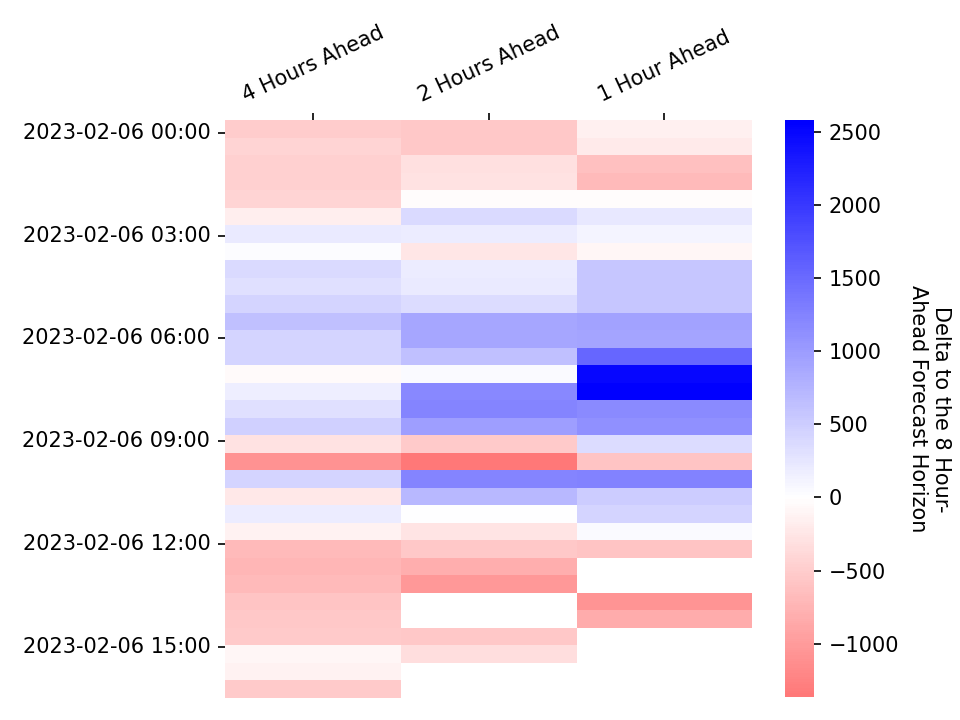 4 Hours Ahead
2 Hours Ahead
1 Hour Ahead
2023-02-06 00:00
2023-02-06 03:00
2023-02-06 06:00
2023-02-06 09:00
2023-02-06 12:00
2023-02-06 15:00
2500
2000
1500
1000
500
0
−500
−1000
Delta to the 8 Hour-
Ahead Forecast Horizon